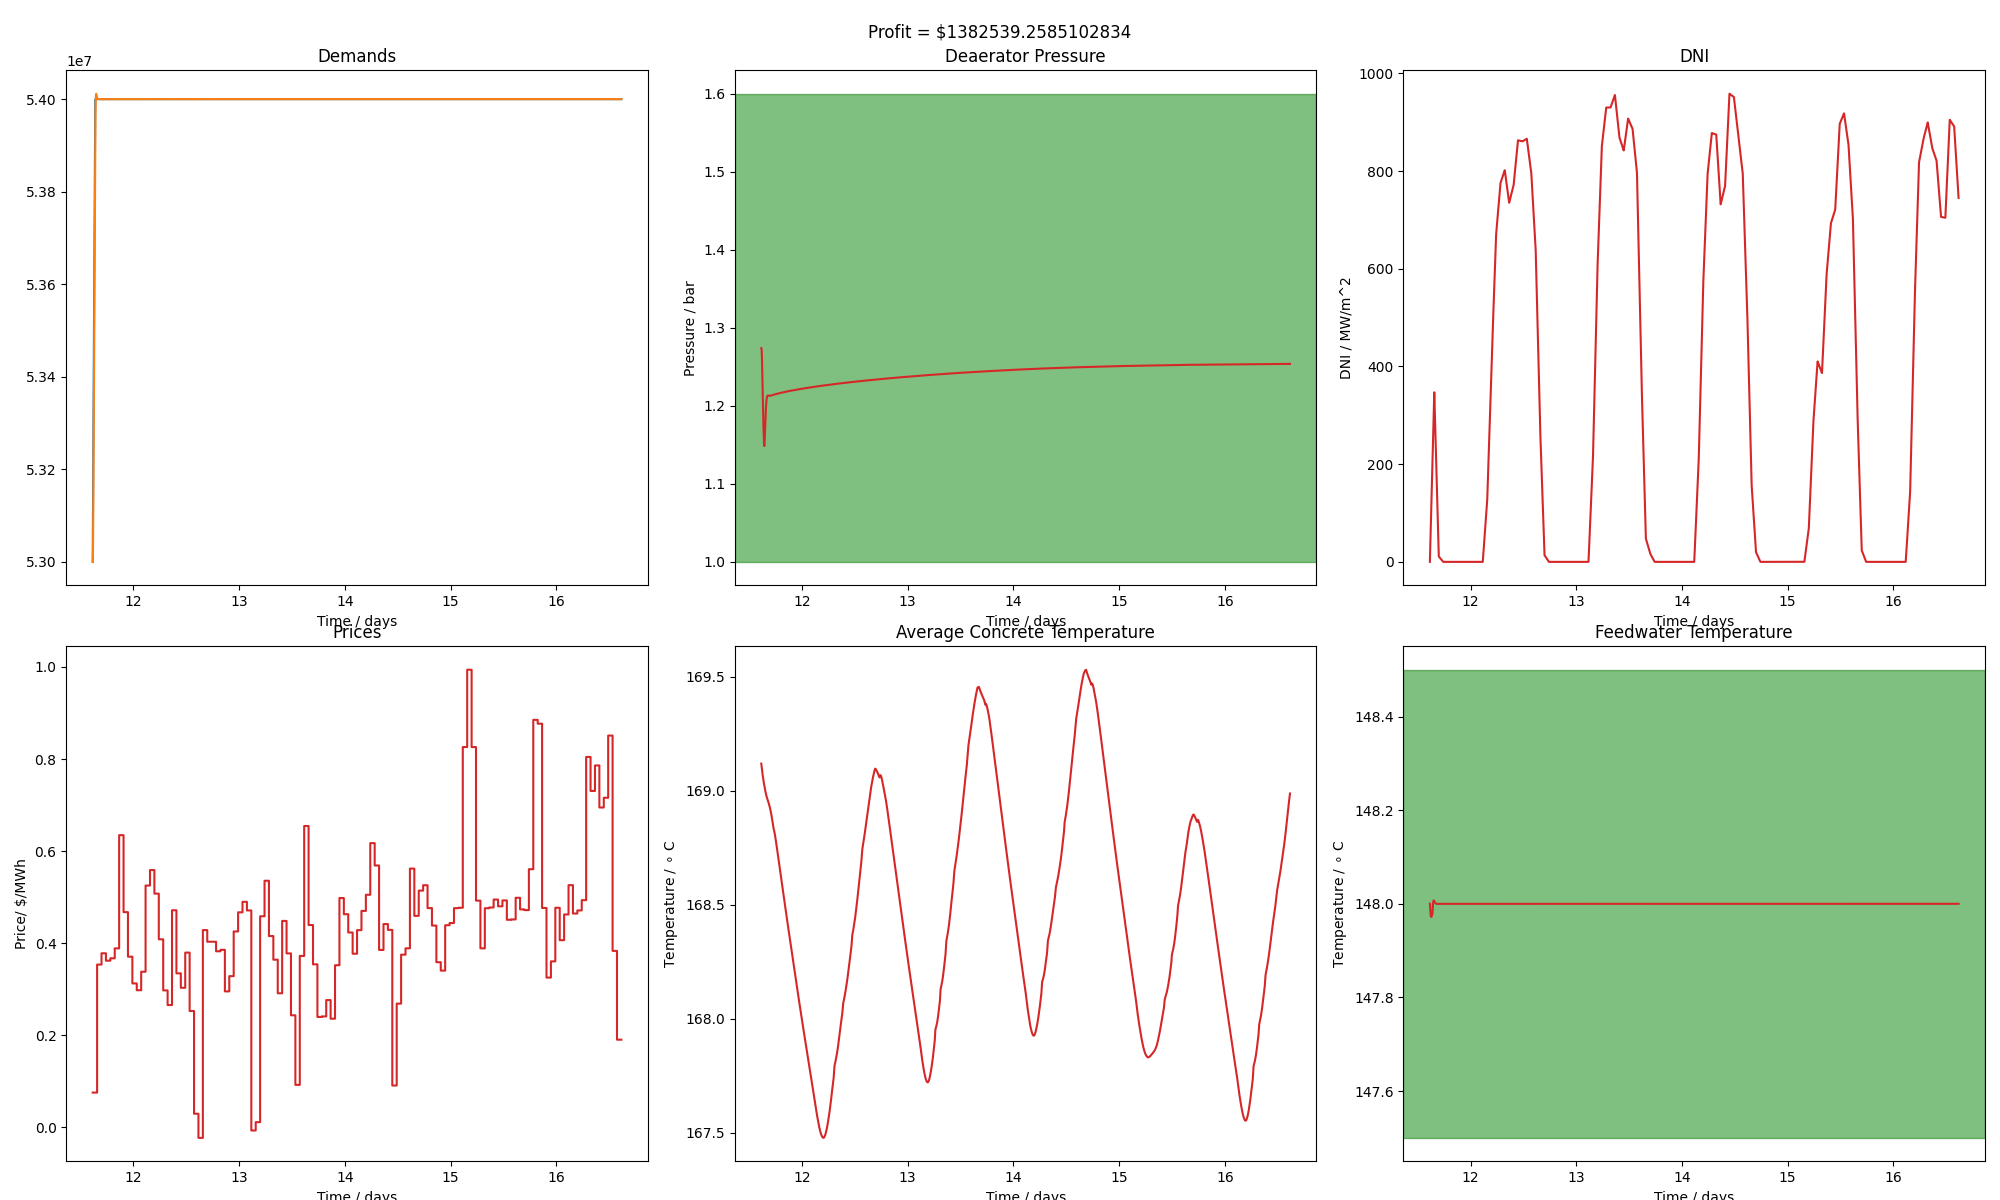 Profit = $1382539.2585102834
Demands
1e7
5.40
5.38
5.36
5.34
5.32
5.30
12 13 14 15 16
Time / days
Deaerator Pressure
Pressure / bar
1.6
1.5
1.4
1.3
1.2
1.1
1.0
12 13 14 15 16
Time / days
DNI
DNI / MW/m^2
1000
800
600
400
200
0
12 13 14 15 16
Time / days
Prices
Price/ $/MWh
1.0
0.8
0.6
0.4
0.2
0.0
12 13 14 15 16
Time / days
Average Concrete Temperature
Temperature / ∘ C
169.5
169.0
168.5
168.0
167.5
12 13 14 15 16
Time / days
Feedwater Temperature
Temperature / ∘ C
148.4
148.2
148.0
147.8
147.6
12 13 14 15 16
Time / days